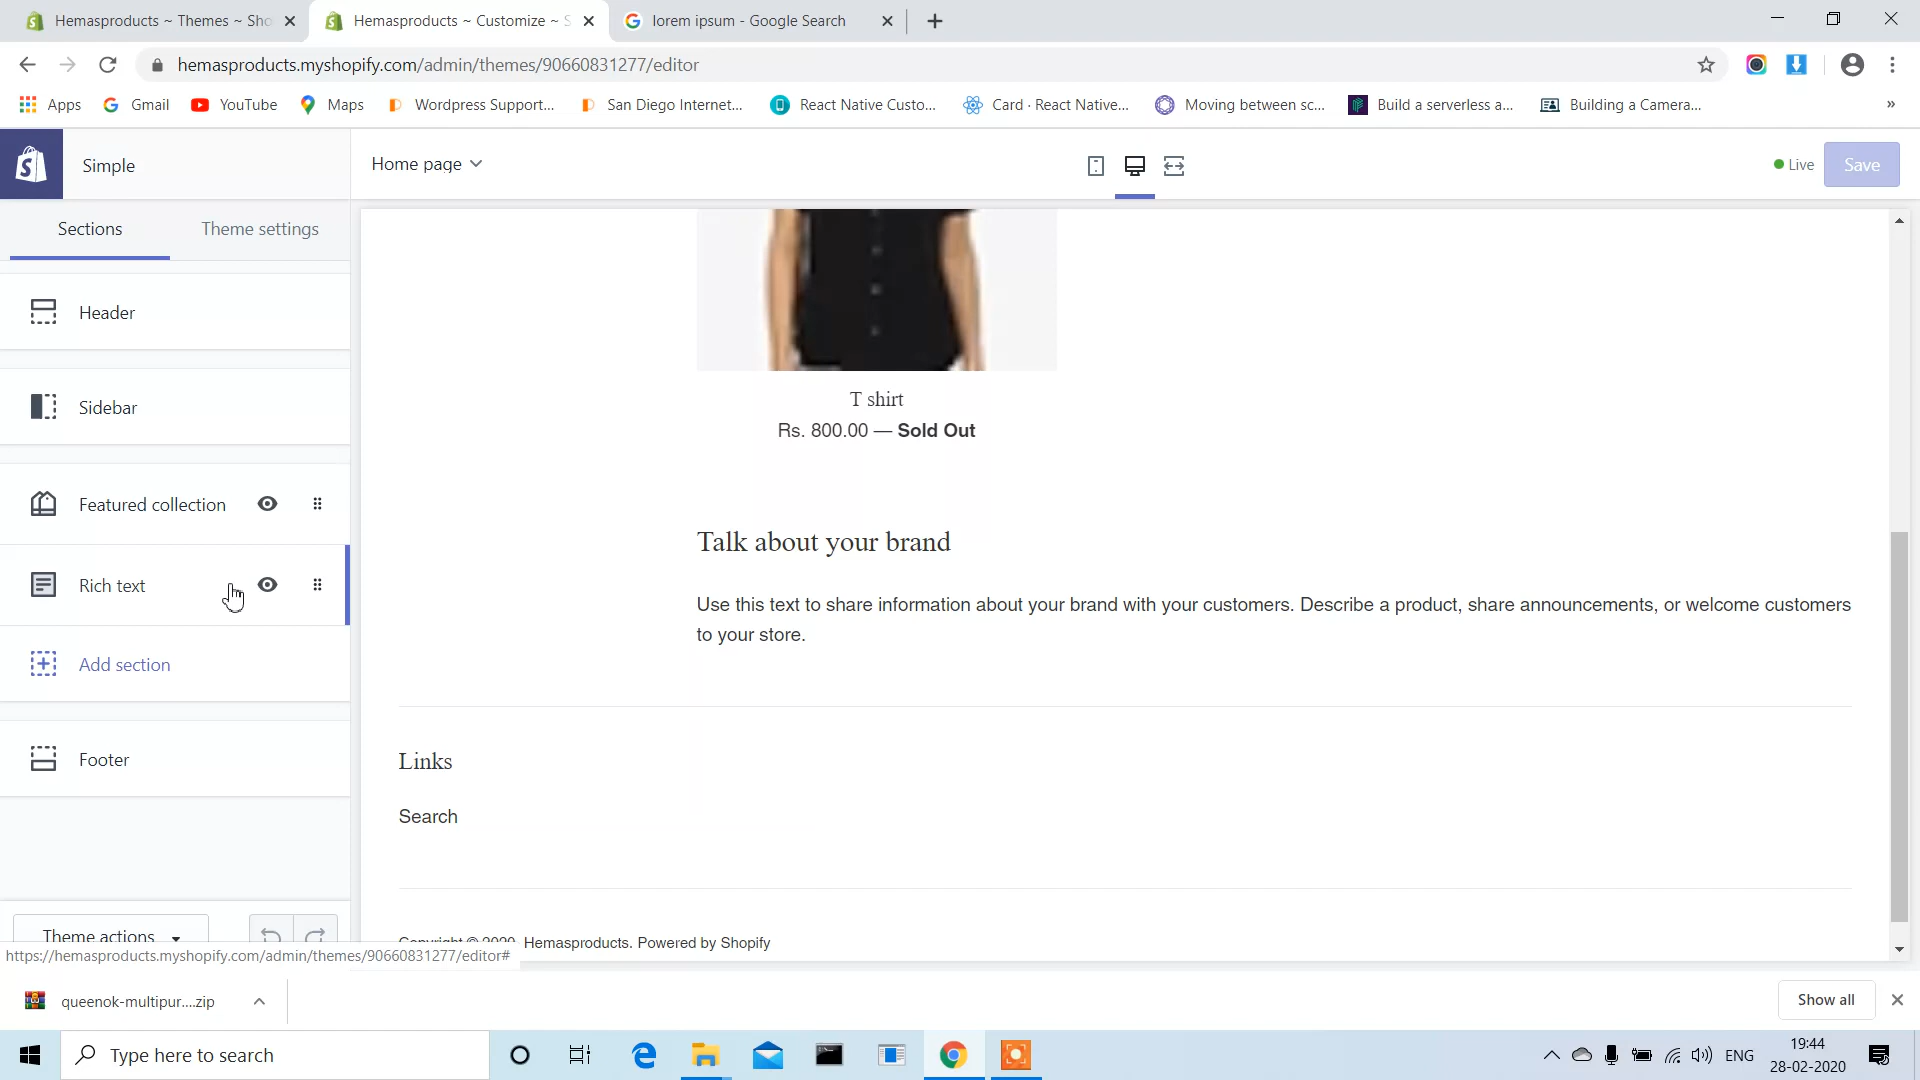 Hemasproducts ~ Themes ~ Sho
Hemasproducts ~ Customize ~ S
lorem ipsum - Google Search
hemasproducts.myshopify.com/admin/themes/90660831277/editor
Apps
Gmail
YouTube
Maps
Wordpress Support...
San Diego Internet...
React Native Custo...
Card · React Native...
Moving between sc...
Build a serverless a...
Building a Camera...
»
Simple
Home page
Live
Save
Sections
Theme settings
Header
Sidebar
Featured collection
Rich text
Add section
Footer
T shirt
Rs. 800.00 — Sold Out
Talk about your brand
Use this text to share information about your brand with your customers. Describe a product, share announcements, or welcome customers
to your store.
Links
Search
Theme actions
Copyright © 2020, Hemasproducts. Powered by Shopify
https://hemasproducts.myshopify.com/admin/themes/90660831277/editor#
queenok-multipur....zip
Show all
Type here to search
ENG
19:44
28-02-2020